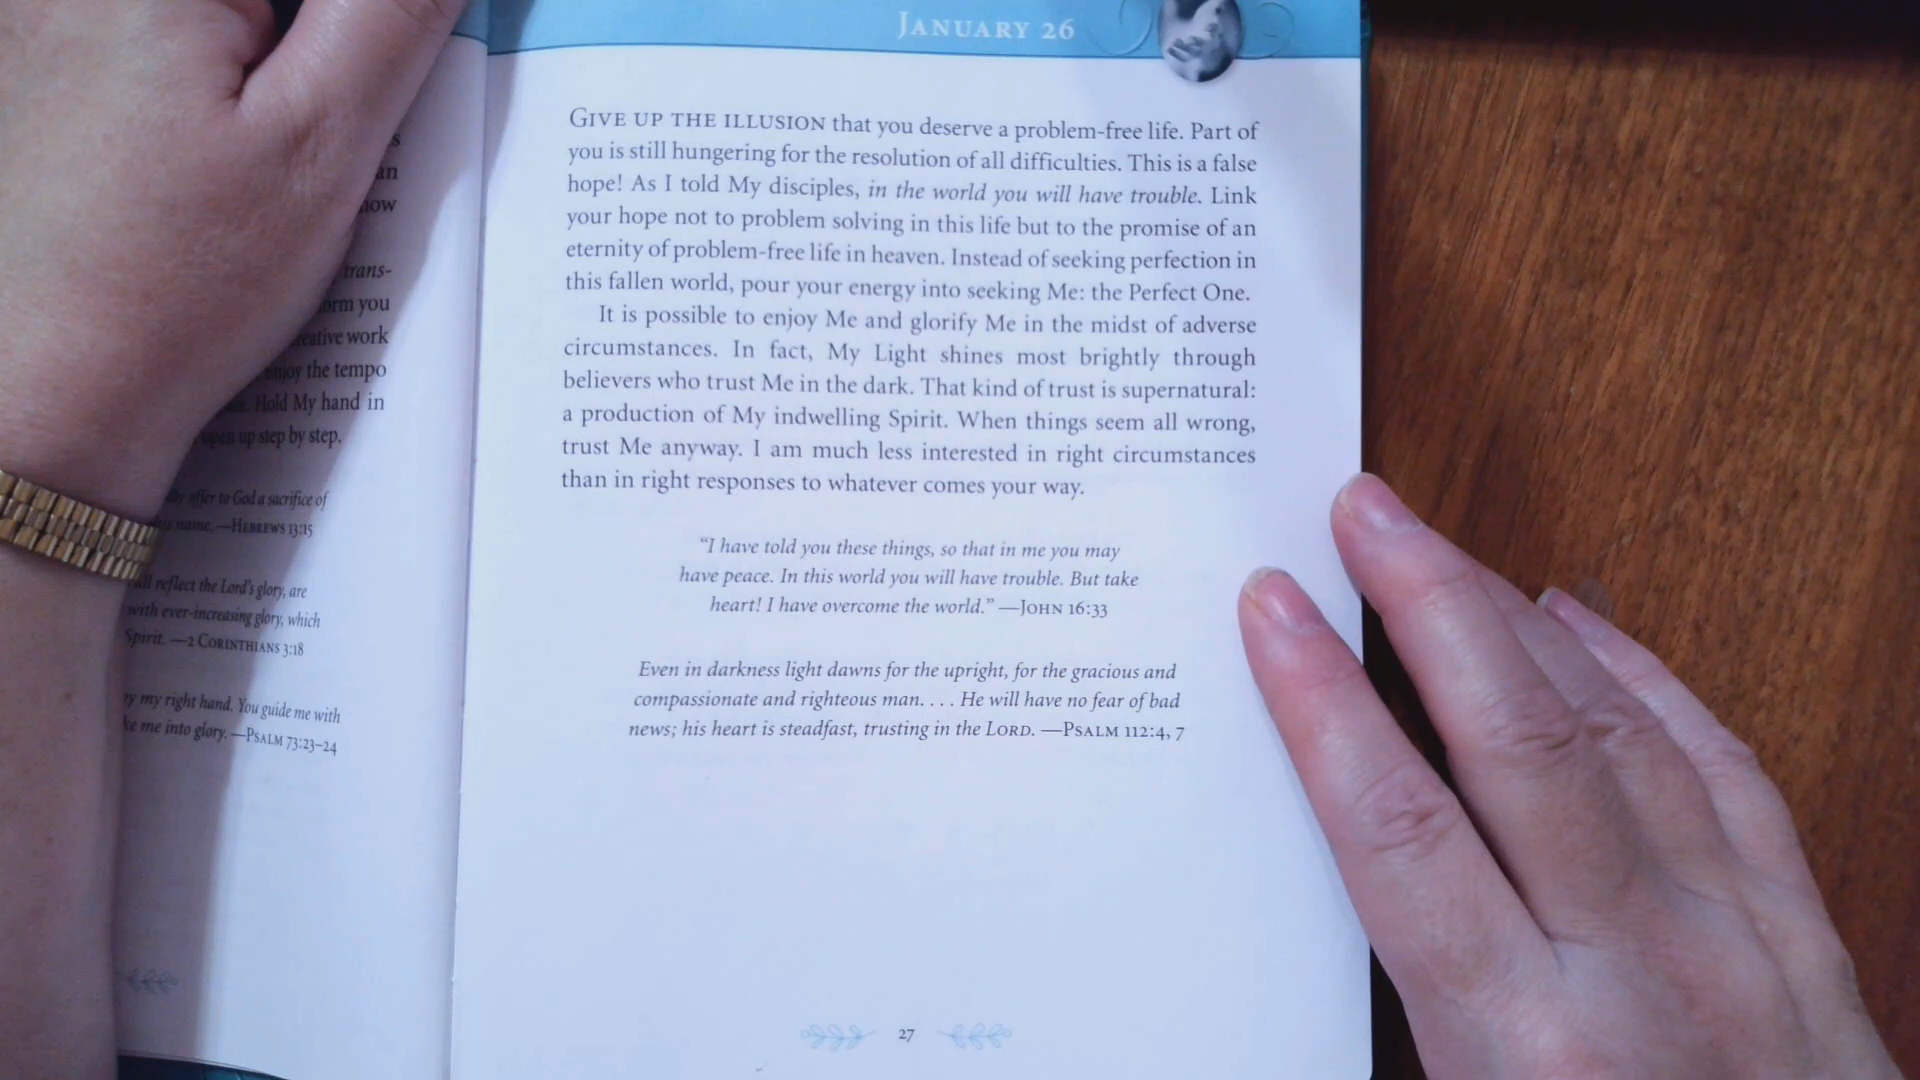 s
an
now
trans-
orm you
eative work
enjoy the tempo
Hold My hand in
open up step by step.
offer to God a sacrifice of
his name. —HEBREWS 13:15
all reflect the Lord's glory, are
with ever-increasing glory, which
Spirit. —2 CORINTHIANS 3:18
by my right hand. You guide me with
ke me into glory. —PSALM 73:23–24
JANUARY 26
GIVE UP THE ILLUSION that you deserve a problem-free life. Part of
you is still hungering for the resolution of all difficulties. This is a false
hope! As I told My disciples, in the world you will have trouble. Link
your hope not to problem solving in this life but to the promise of an
eternity of problem-free life in heaven. Instead of seeking perfection in
this fallen world, pour your energy into seeking Me: the Perfect One.
It is possible to enjoy Me and glorify Me in the midst of adverse
circumstances. In fact, My Light shines most brightly through
believers who trust Me in the dark. That kind of trust is supernatural:
a production of My indwelling Spirit. When things seem all wrong,
trust Me anyway. I am much less interested in right circumstances
than in right responses to whatever comes your way.
“I have told you these things, so that in me you may
have peace. In this world you will have trouble. But take
heart! I have overcome the world.” —JOHN 16:33
Even in darkness light dawns for the upright, for the gracious and
compassionate and righteous man. . . . He will have no fear of bad
news; his heart is steadfast, trusting in the LORD. —PSALM 112:4, 7
27